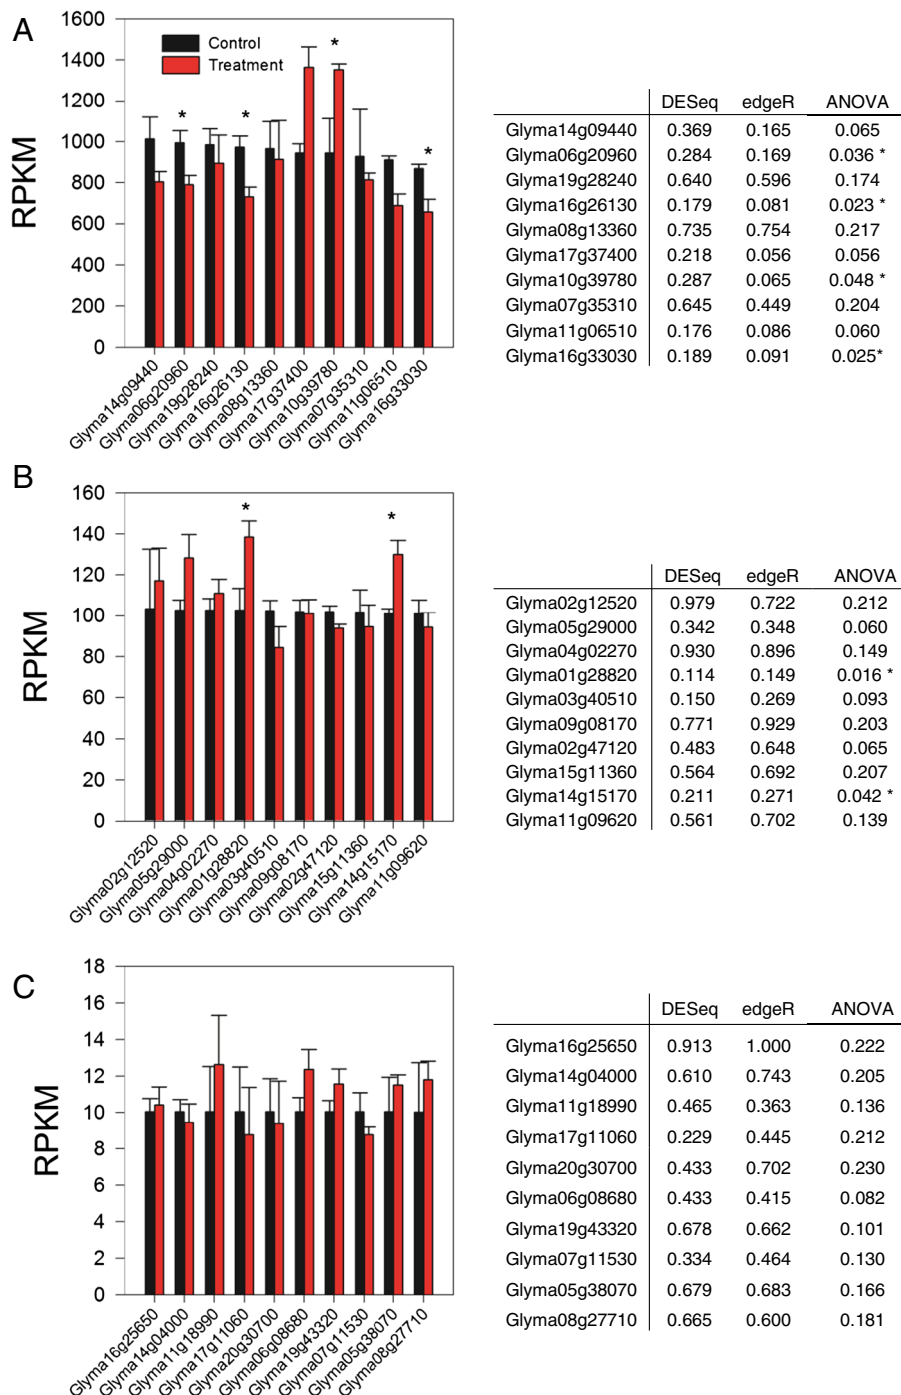 A
RPKM
1600
1400
1200
1000
800
600
400
200
0
Control
Treatment
*
*
*
*
Glyma14g09440
Glyma06g20960
Glyma19g28240
Glyma16g26130
Glyma08g13360
Glyma17g37400
Glyma10g39780
Glyma07g35310
Glyma11g06510
Glyma16g33030
DESeq edgeR ANOVA
Glyma14g09440 0.369 0.165 0.065
Glyma06g20960 0.284 0.169 0.036 *
Glyma19g28240 0.640 0.596 0.174
Glyma16g26130 0.179 0.081 0.023 *
Glyma08g13360 0.735 0.754 0.217
Glyma17g37400 0.218 0.056 0.056
Glyma10g39780 0.287 0.065 0.048 *
Glyma07g35310 0.645 0.449 0.204
Glyma11g06510 0.176 0.086 0.060
Glyma16g33030 0.189 0.091 0.025*
B
RPKM
160
140
120
100
80
60
40
20
0
*
*
Glyma02g12520
Glyma05g29000
Glyma04g02270
Glyma01g28820
Glyma03g40510
Glyma09g08170
Glyma02g47120
Glyma15g11360
Glyma14g15170
Glyma11g09620
DESeq edgeR ANOVA
Glyma02g12520 0.979 0.722 0.212
Glyma05g29000 0.342 0.348 0.060
Glyma04g02270 0.930 0.896 0.149
Glyma01g28820 0.114 0.149 0.016 *
Glyma03g40510 0.150 0.269 0.093
Glyma09g08170 0.771 0.929 0.203
Glyma02g47120 0.483 0.648 0.065
Glyma15g11360 0.564 0.692 0.207
Glyma14g15170 0.211 0.271 0.042 *
Glyma11g09620 0.561 0.702 0.139
C
RPKM
18
16
14
12
10
8
6
4
2
0
Glyma16g25650
Glyma14g04000
Glyma11g18990
Glyma17g11060
Glyma20g30700
Glyma06g08680
Glyma19g43320
Glyma07g11530
Glyma05g38070
Glyma08g27710
DESeq edgeR ANOVA
Glyma16g25650 0.913 1.000 0.222
Glyma14g04000 0.610 0.743 0.205
Glyma11g18990 0.465 0.363 0.136
Glyma17g11060 0.229 0.445 0.212
Glyma20g30700 0.433 0.702 0.230
Glyma06g08680 0.433 0.415 0.082
Glyma19g43320 0.678 0.662 0.101
Glyma07g11530 0.334 0.464 0.130
Glyma05g38070 0.679 0.683 0.166
Glyma08g27710 0.665 0.600 0.181